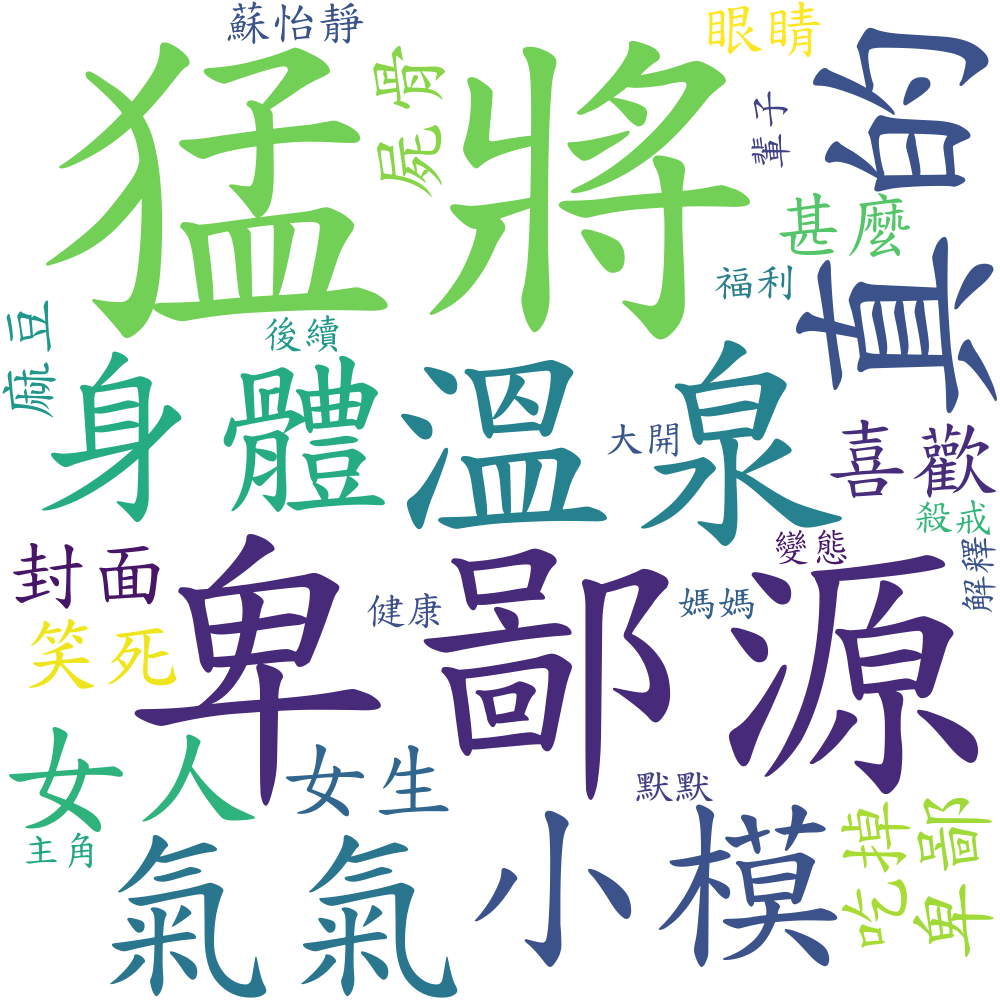 蘇怡靜
眼睛
猛將
屍骨
輩子
真的
甚麼
福利
後續
麻豆
身體
溫泉
大開
喜歡
殺戒
封面
卑鄙源
變態
解釋
健康
媽媽
笑死
女人
女生
默默
主角
氣氣
小模
吃掉
卑鄙